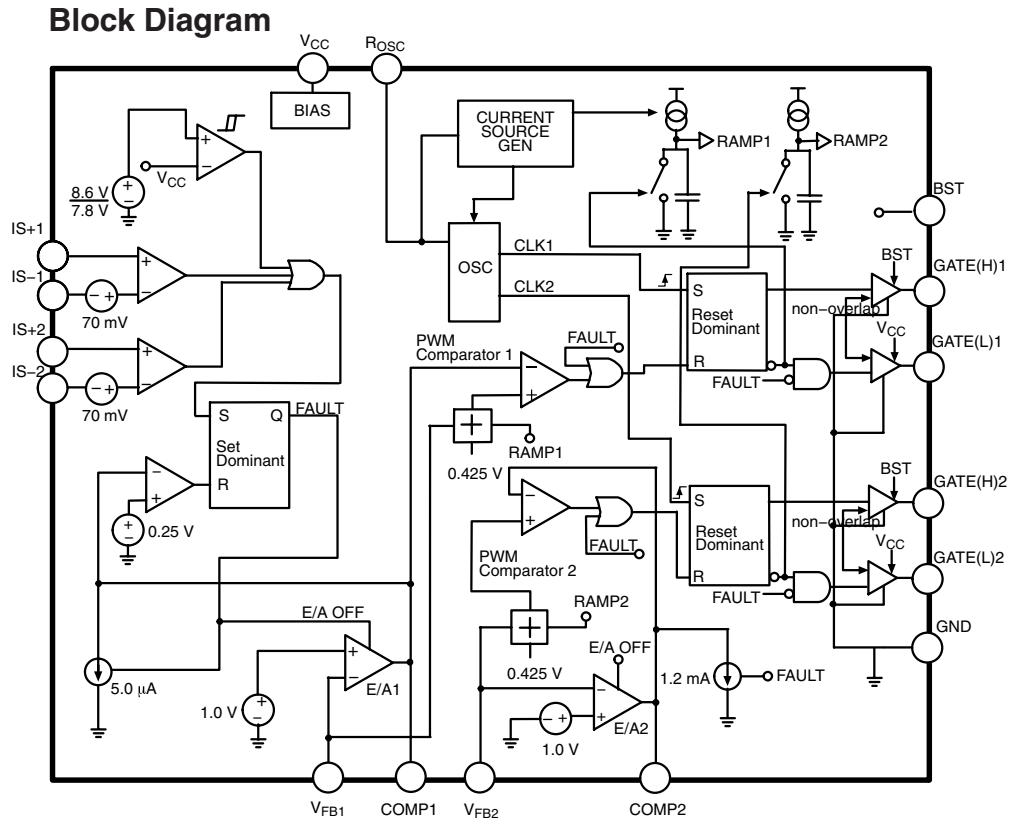 Block Diagram
VCC
ROSC
BIAS
CURRENT
SOURCE
GEN
RAMP1
RAMP2
+
−
VCC
8.6 V
7.8 V
+
−
BST
IS+1
IS−1
+
−
− +
70 mV
IS+2
IS−2
+
−
− +
70 mV
OSC
CLK1
CLK2
S
Reset
Dominant
R
BST
GATE(H)1
non−overlap
VCC
GATE(L)1
FAULT
PWM
Comparator 1
−
+
FAULT
S
Q
FAULT
Set
Dominant
R
−
+
+
−
0.25 V
+
RAMP1
0.425 V
−
+
PWM
Comparator 2
FAULT
S
Reset
Dominant
R
BST
GATE(H)2
non−overlap
VCC
GATE(L)2
FAULT
RAMP2
+
0.425 V
E/A OFF
+
−
E/A1
5.0 μA
1.0 V
+
−
E/A OFF
−
+
E/A2
− +
1.0 V
1.2 mA
FAULT
GND
VFB1
COMP1
VFB2
COMP2